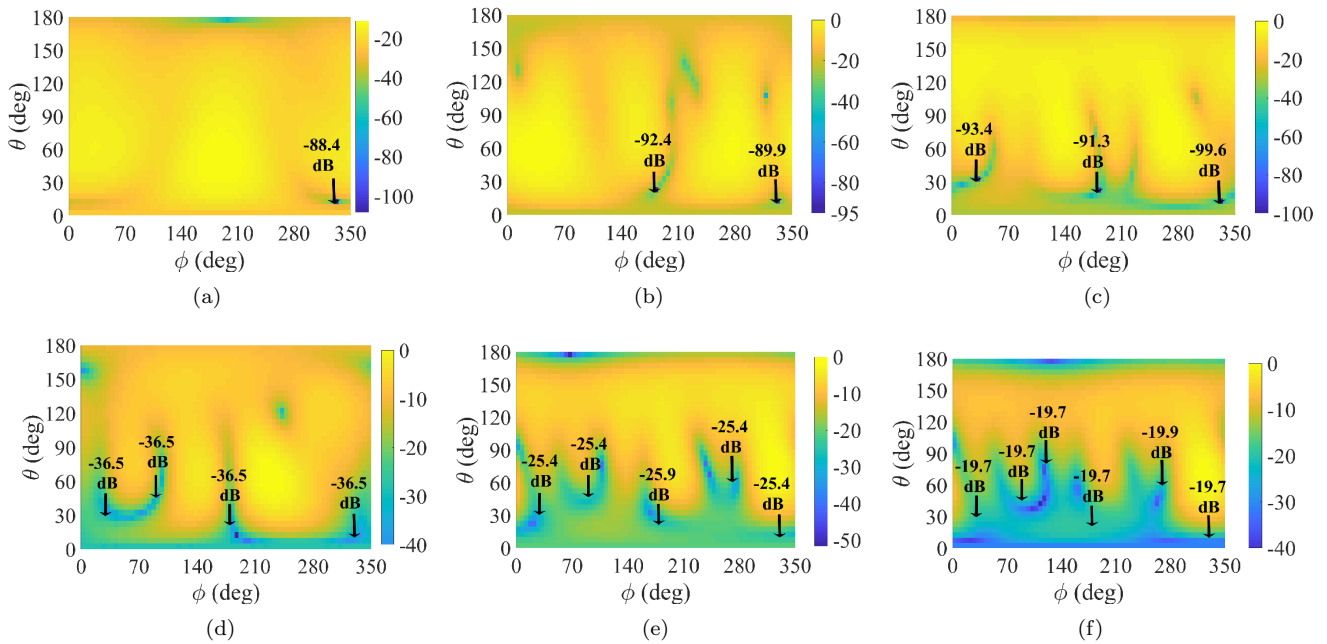 180
150
120
90
60
30
0
θ (deg)
-88.4
dB
0 70 140 210 280 350
ϕ (deg)
-20
-40
-60
-80
-100
(a)
180
150
120
90
60
30
0
θ (deg)
-92.4
dB
-89.9
dB
0 70 140 210 280 350
ϕ (deg)
0
-20
-40
-60
-80
-95
(b)
180
150
120
90
60
30
0
θ (deg)
-93.4
dB
-91.3
dB
-99.6
dB
0 70 140 210 280 350
ϕ (deg)
0
-20
-40
-60
-80
-100
(c)
180
150
120
90
60
30
0
θ (deg)
-36.5
dB
-36.5
dB
-36.5
dB
-36.5
dB
0 70 140 210 280 350
ϕ (deg)
0
-10
-20
-30
-40
(d)
180
150
120
90
60
30
0
θ (deg)
-25.4
dB
-25.4
dB
-25.9
dB
-25.4
dB
-25.4
dB
0 70 140 210 280 350
ϕ (deg)
0
-10
-20
-30
-40
-50
(e)
180
150
120
90
60
30
0
θ (deg)
-19.7
dB
-19.7
dB
-19.7
dB
-19.7
dB
-19.9
dB
-19.7
dB
0 70 140 210 280 350
ϕ (deg)
0
-10
-20
-30
-40
(f)